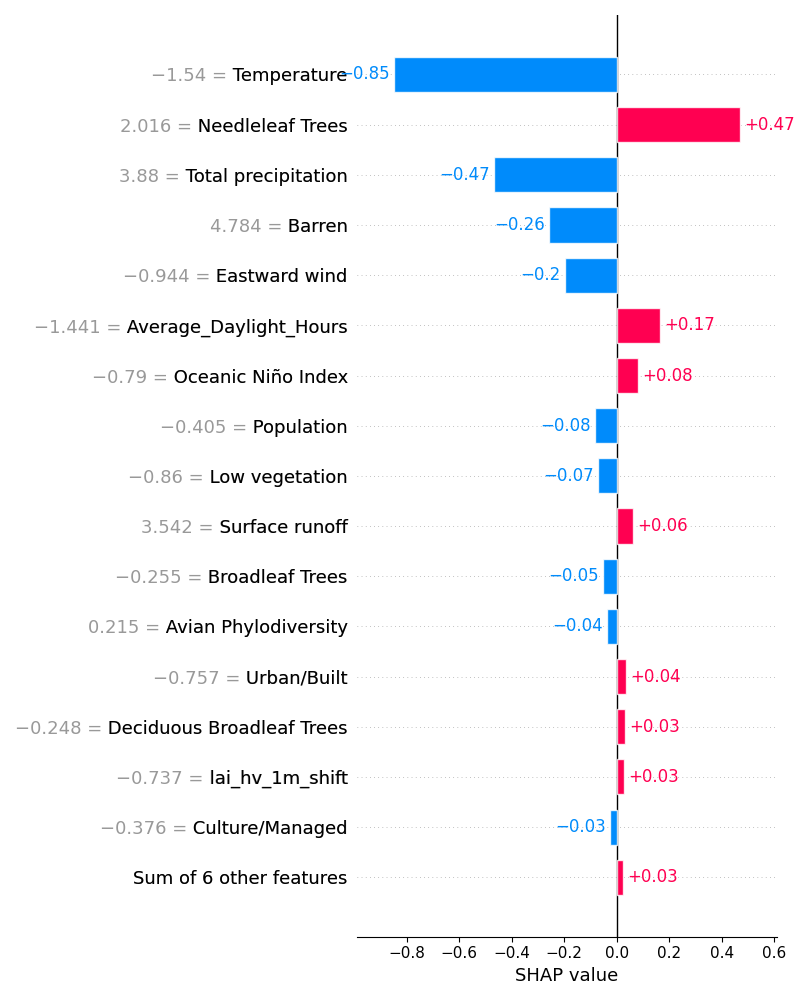 −1.54 = Temperature −0.85
2.016 = Needleleaf Trees +0.47
3.88 = Total precipitation −0.47
4.784 = Barren −0.26
−0.944 = Eastward wind −0.2
−1.441 = Average_Daylight_Hours +0.17
−0.79 = Oceanic Niño Index +0.08
−0.405 = Population −0.08
−0.86 = Low vegetation −0.07
3.542 = Surface runoff +0.06
−0.255 = Broadleaf Trees −0.05
0.215 = Avian Phylodiversity −0.04
−0.757 = Urban/Built +0.04
−0.248 = Deciduous Broadleaf Trees +0.03
−0.737 = lai_hv_1m_shift +0.03
−0.376 = Culture/Managed −0.03
Sum of 6 other features +0.03
−0.8 −0.6 −0.4 −0.2 0.0 0.2 0.4 0.6
SHAP value